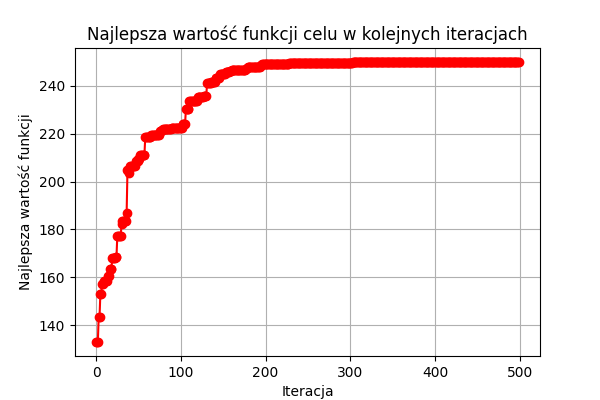 Najlepsza wartość funkcji celu w kolejnych iteracjach
Najlepsza wartość funkcji
240
220
200
180
160
140
0 100 200 300 400 500
Iteracja